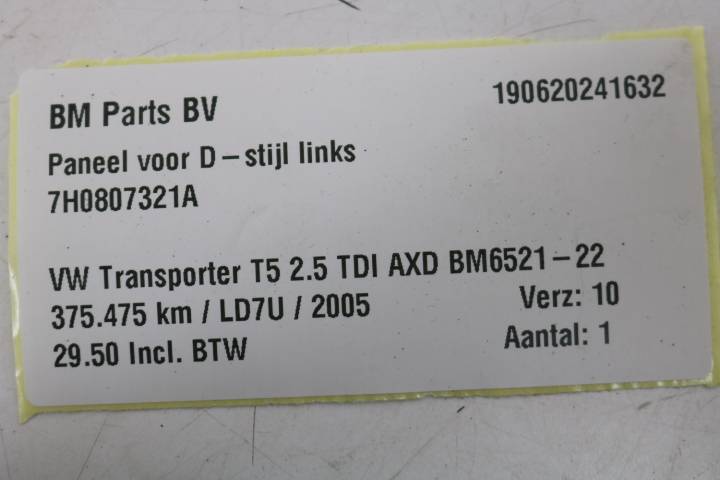 BM Parts BV 190620241632
Paneel voor D-stijl links
7H0807321A
VW Transporter T5 2.5 TDI AXD BM6521-22
375.475 km / LD7U / 2005 Verz: 10
29.50 Incl. BTW Aantal: 1